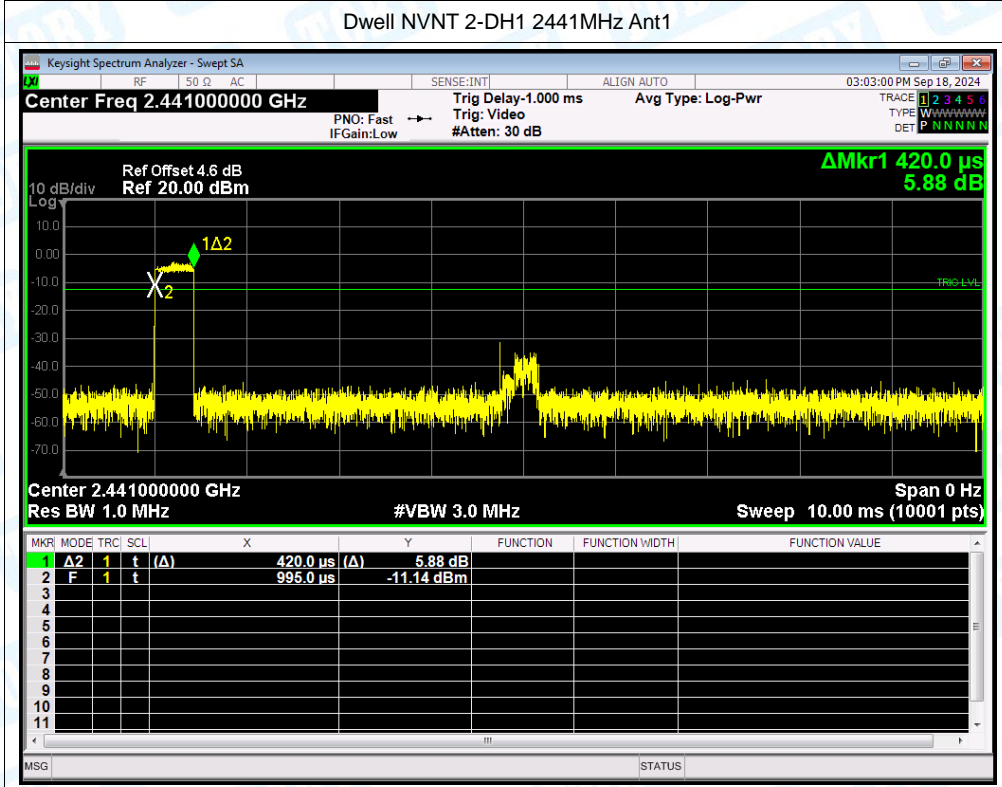 Dwell NVNT 2-DH1 2441MHz Ant1
Keysight Spectrum Analyzer - Swept SA
LXI RF 50 Ω AC SENSE:INT ALIGN AUTO 03:03:00 PM Sep 18, 2024
Center Freq 2.441000000 GHz
Trig Delay-1.000 ms Avg Type: Log-Pwr TRACE 1 2 3 4 5 6
PNO: Fast Trig: Video TYPE WWWWWW
IFGain:Low #Atten: 30 dB DET P N N N N N
ΔMkr1 420.0 µs
5.88 dB
Ref Offset 4.6 dB
10 dB/div Ref 20.00 dBm
Log
10.0
0.00
-10.0
-20.0
-30.0
-40.0
-50.0
-60.0
-70.0
1Δ2
2
TRIG LVL
Center 2.441000000 GHz Span 0 Hz
Res BW 1.0 MHz #VBW 3.0 MHz Sweep 10.00 ms (10001 pts)
MKR MODE TRC SCL X Y FUNCTION FUNCTION WIDTH FUNCTION VALUE
1 Δ2 1 t (Δ) 420.0 µs (Δ) 5.88 dB
2 F 1 t 995.0 µs -11.14 dBm
3
4
5
6
7
8
9
10
11
MSG STATUS